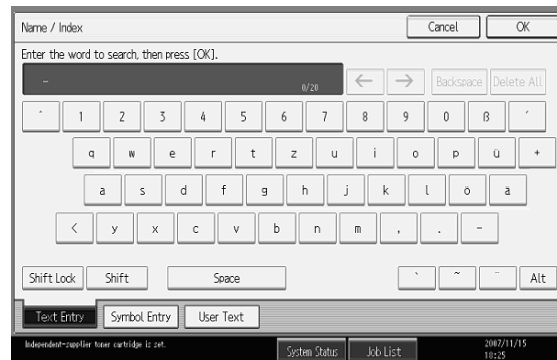 Name / Index Cancel OK
Enter the word to search, then press [OK].
_ 0/20 ← → Backspace Delete All
^ 1 2 3 4 5 6 7 8 9 0 ß ´
q w e r t z u i o p ü +
a s d f g h j k l ö ä
< y x c v b n m , . -
Shift Lock Shift Space ` ~ ¨ Alt
Text Entry Symbol Entry User Text
Independent-supplier toner cartridge is set. System Status Job List 2007/11/15
18:25